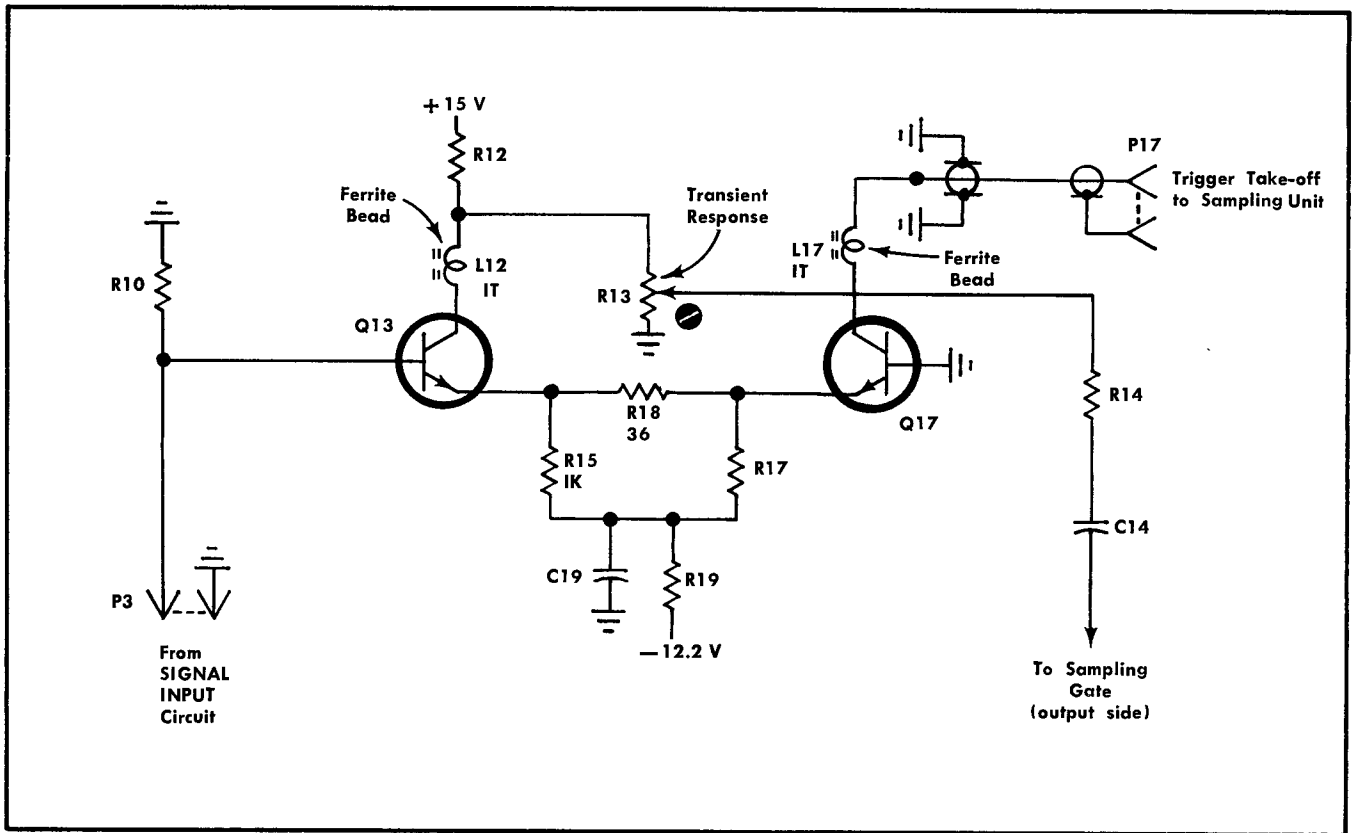 + 15 V
R12
Ferrite
Bead
L12
IT
Transient
Response
R13
P17
Trigger Take-off
to Sampling Unit
L17
IT
Ferrite
Bead
R10
Q13
R18
36
Q17
R14
R15
IK
R17
C14
C19
R19
— 12.2 V
P3
From
SIGNAL
INPUT
Circuit
To Sampling
Gate
(output side)